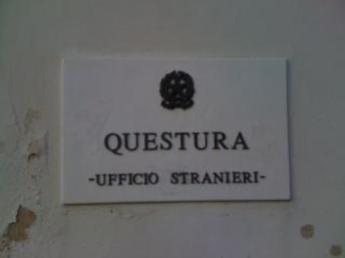 QUESTURA
-UFFICIO STRANIERI-